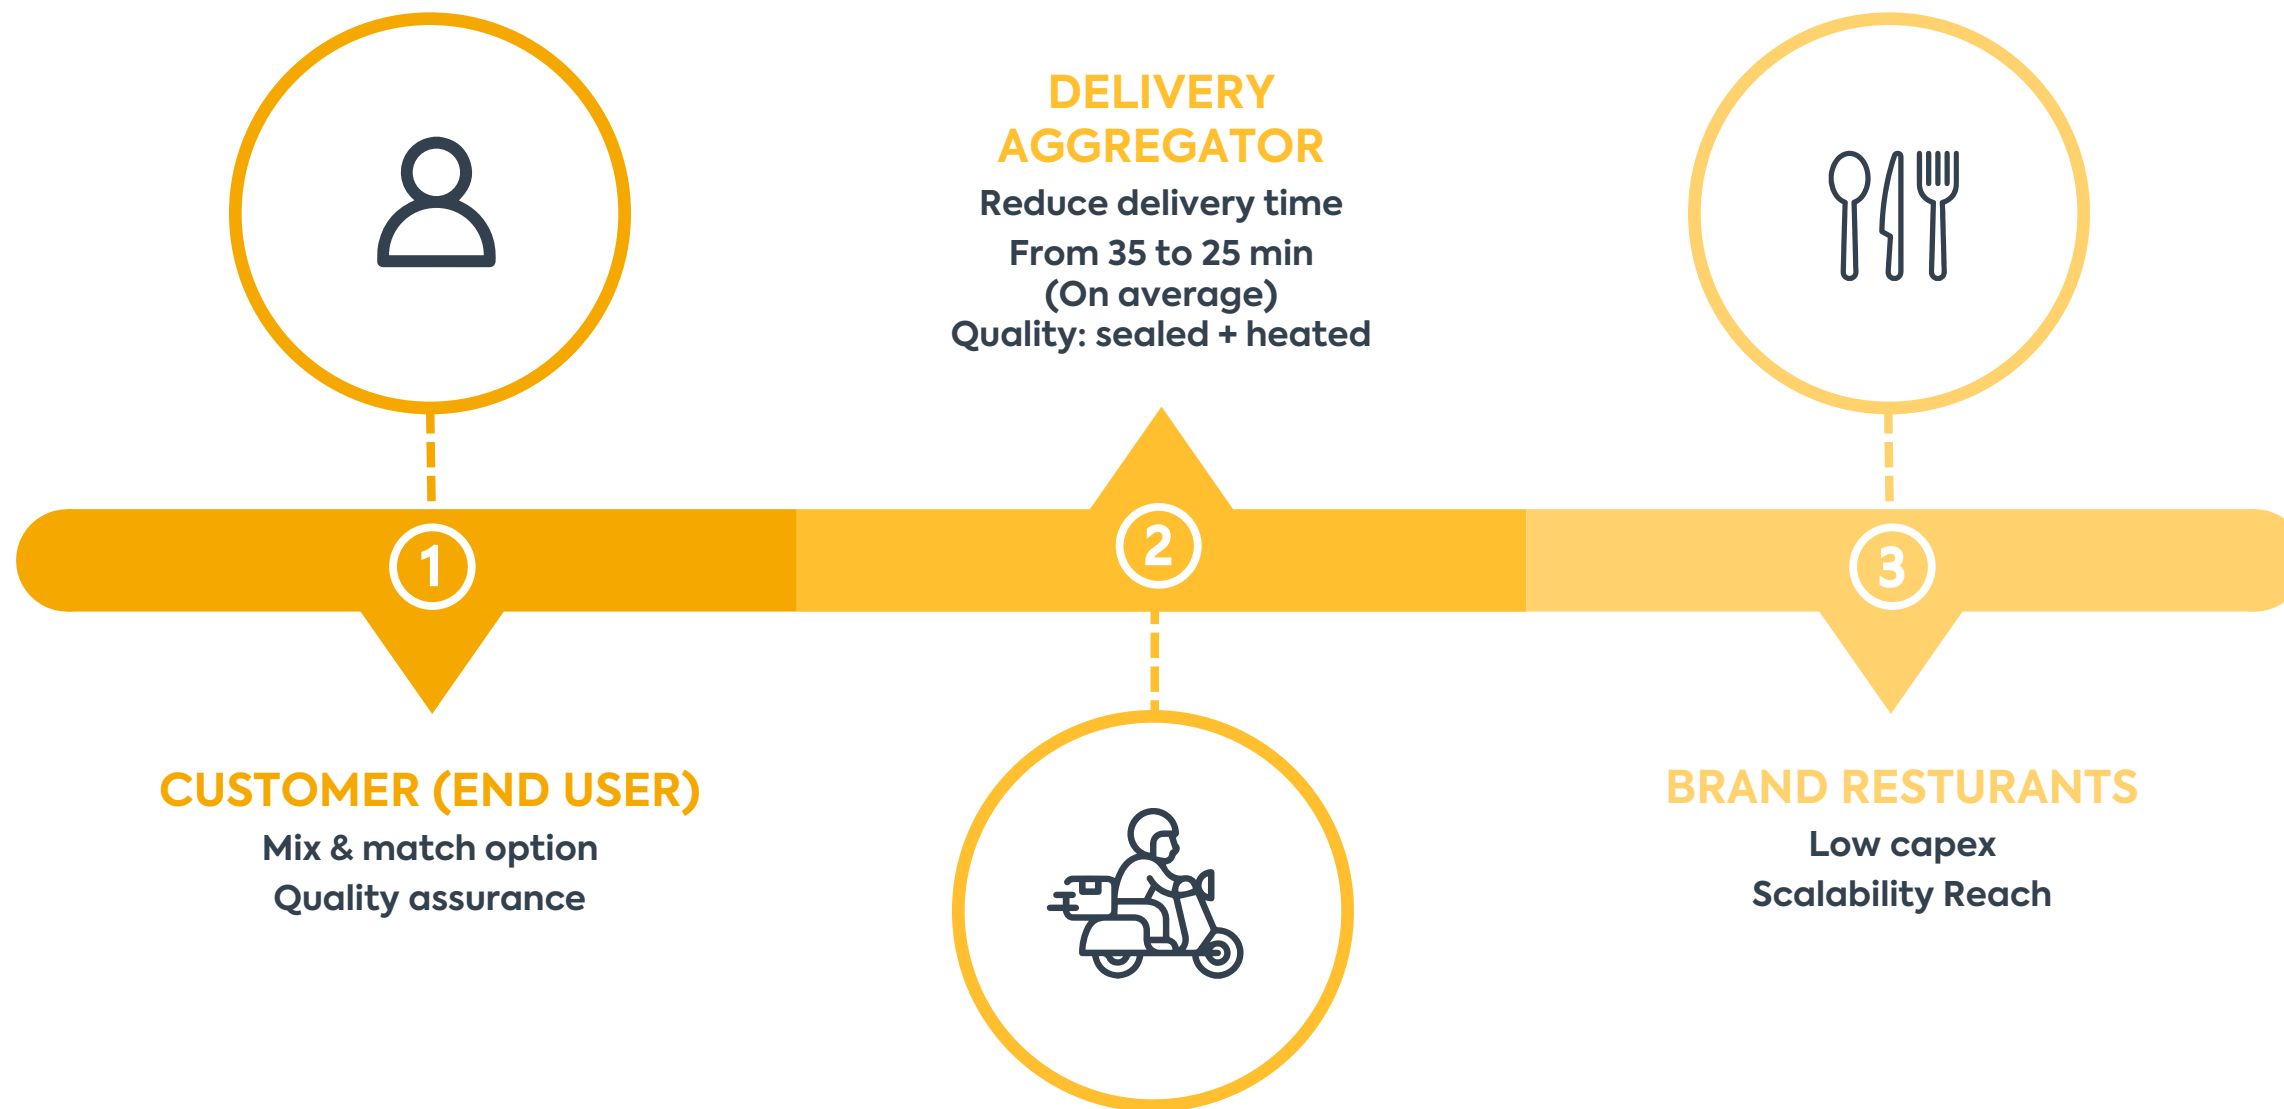 1
CUSTOMER (END USER)
Mix & match option
Quality assurance
DELIVERY
AGGREGATOR
Reduce delivery time
From 35 to 25 min
(On average)
Quality: sealed + heated
2
3
BRAND RESTURANTS
Low capex
Scalability Reach